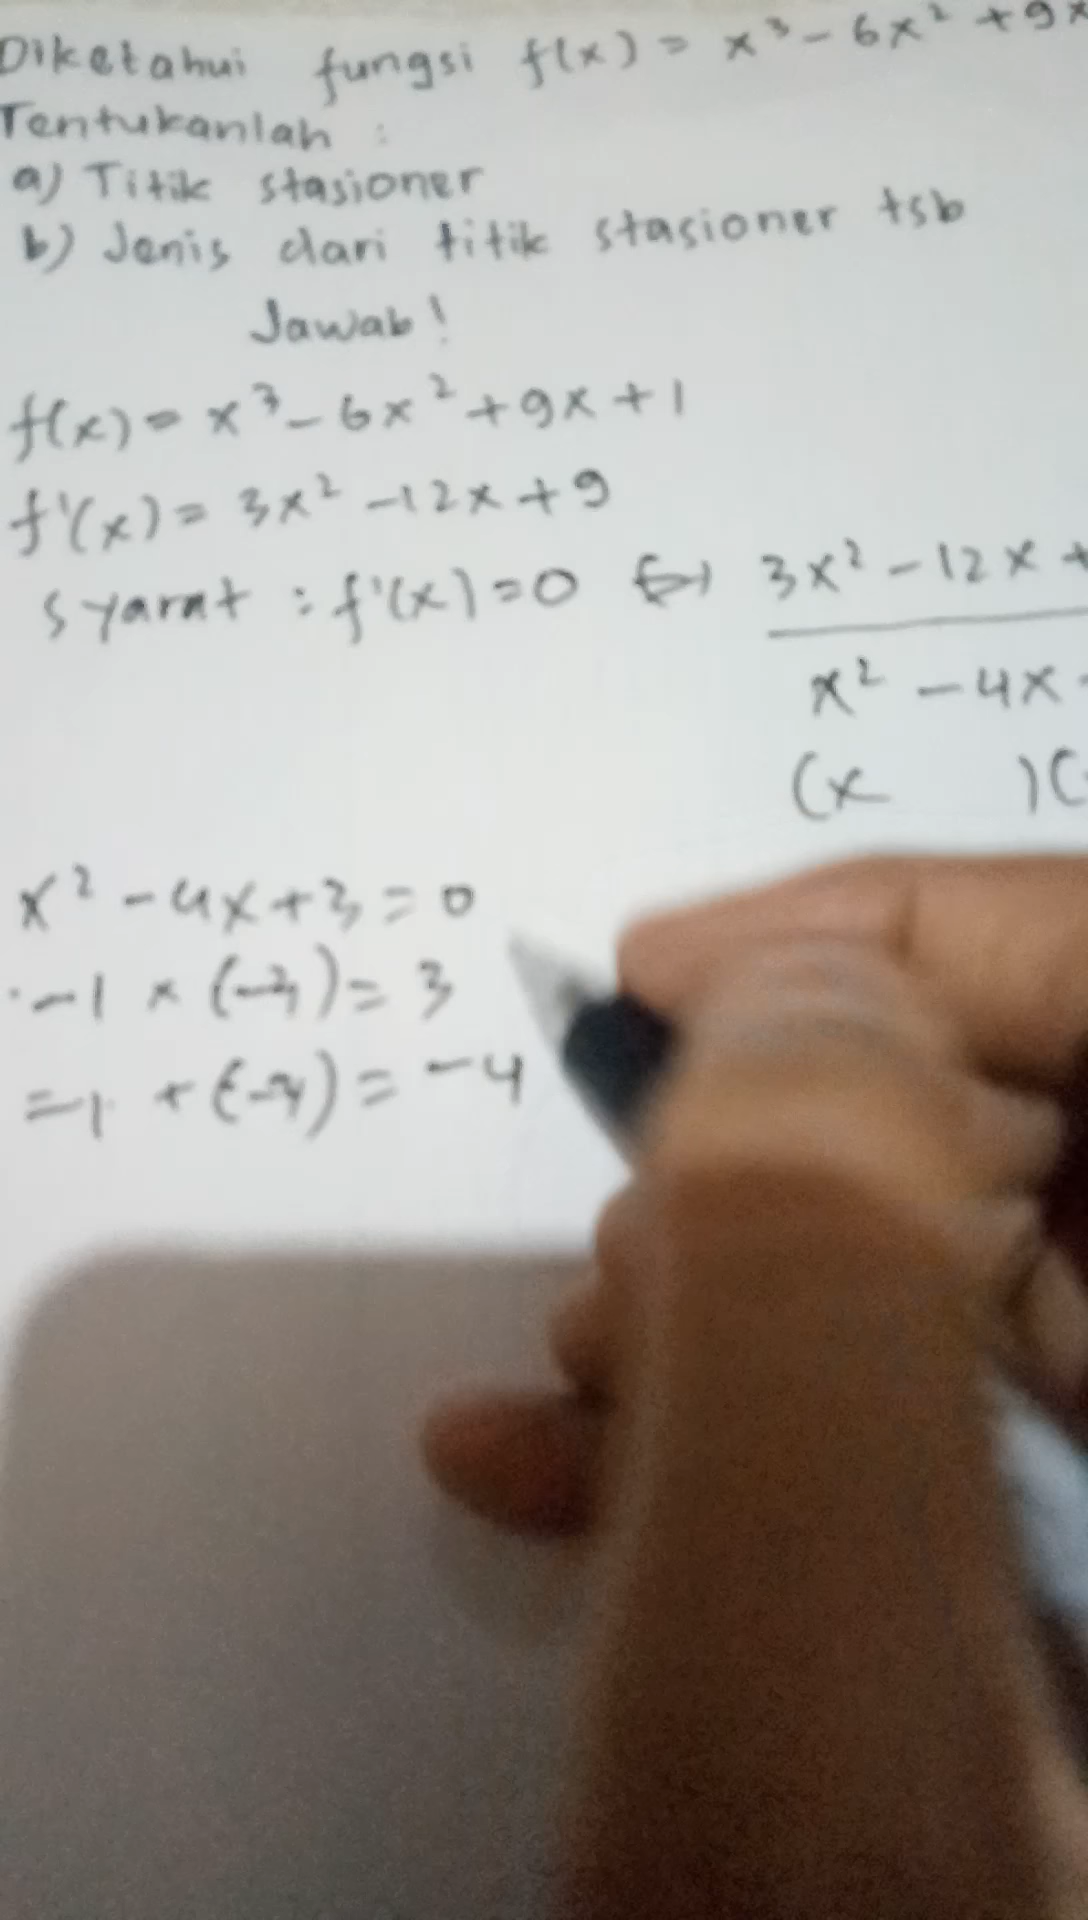 Diketahui fungsi f(x) = x³ - 6x² + 9x
Tentukanlah :
a) Titik stasioner
b) Jenis dari titik stasioner tsb
Jawab !
f(x) = x³ - 6x² + 9x + 1
f'(x) = 3x² - 12x + 9
syarat : f'(x) = 0 ⇔ 3x² - 12x +
x² - 4x
(x )(
x² - 4x + 3 = 0
-1 × (-3) = 3
-1 + (-3) = -4